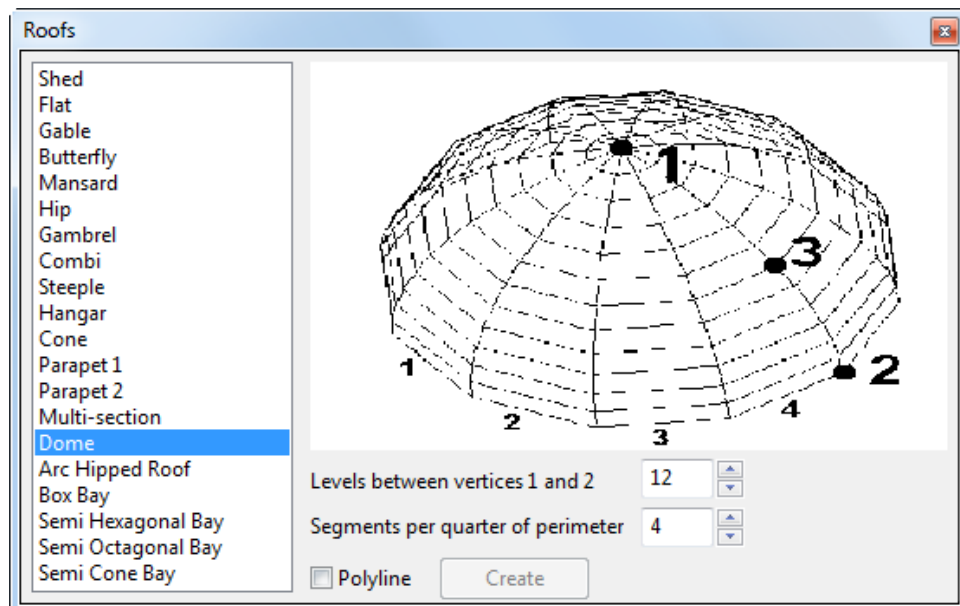 Roofs
Shed
Flat
Gable
Butterfly
Mansard
Hip
Gambrel
Combi
Steeple
Hangar
Cone
Parapet 1
Parapet 2
Multi-section
Dome
Arc Hipped Roof
Box Bay
Semi Hexagonal Bay
Semi Octagonal Bay
Semi Cone Bay
1
3
2
1
2
3
4
Levels between vertices 1 and 2 12
Segments per quarter of perimeter 4
Polyline Create